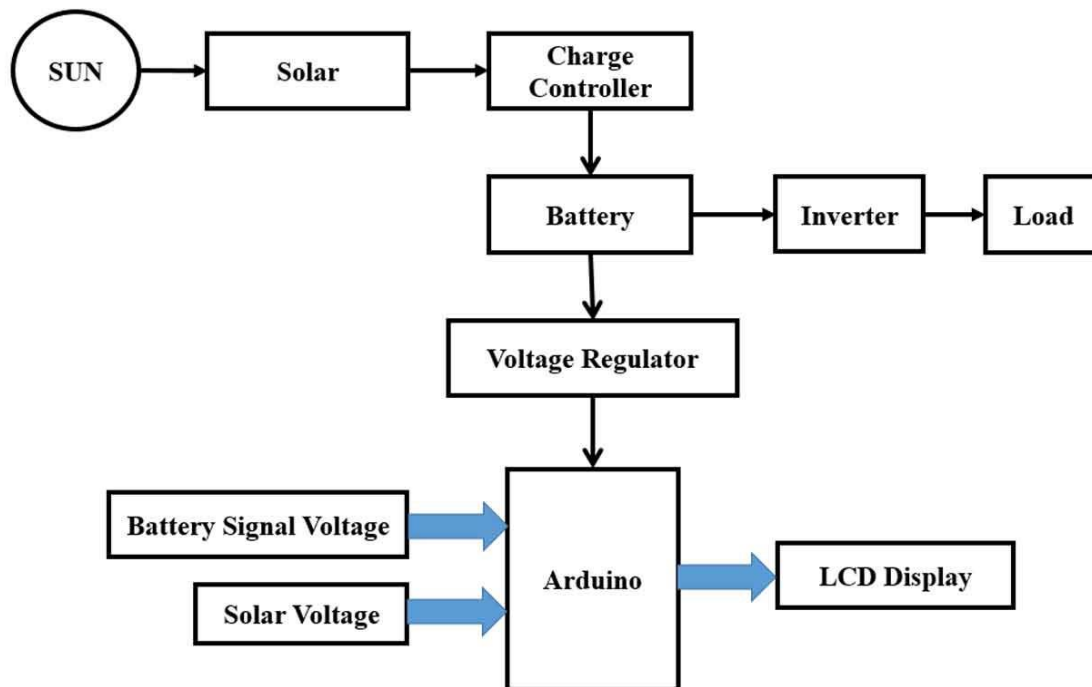 SUN
Solar
Charge
Controller
Battery
Inverter
Load
Voltage Regulator
Battery Signal Voltage
Arduino
LCD Display
Solar Voltage